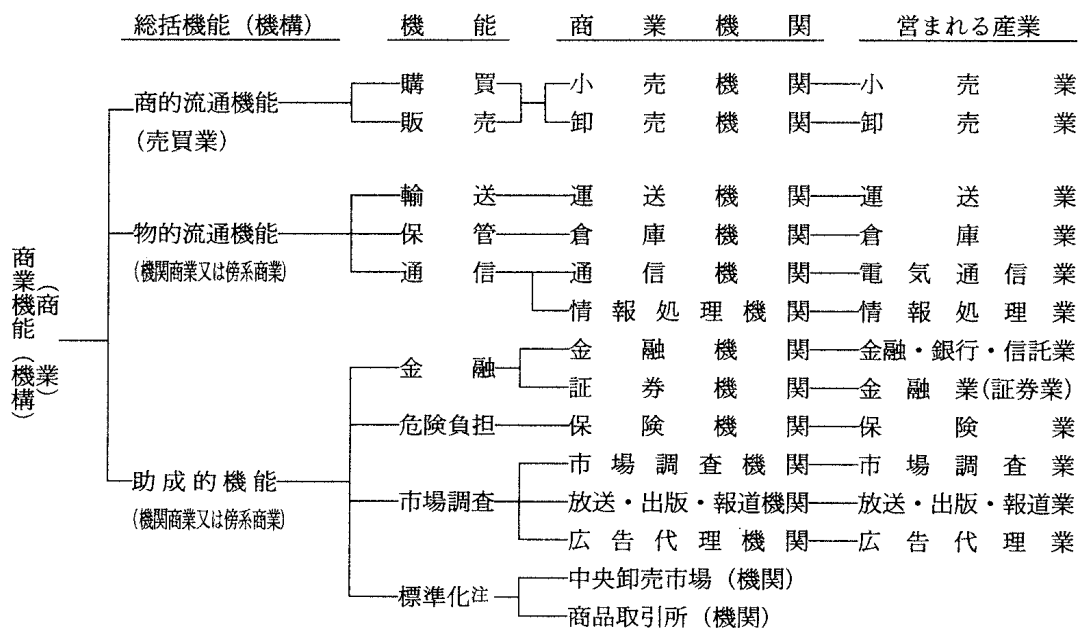 総括機能（機構） 機能 商業機関 営まれる産業
購買 小売機関 小売業
商的流通機能
販売 卸売機関 卸売業
(売買業)
輸送 運送機関 運送業
物的流通機能 保管 倉庫機関 倉庫業
(機関商業又は傍系商業) 通信 通信機関 電気通信業
情報処理機関 情報処理業
商業機能（機構）
（商業）
金融機関 金融・銀行・信託業
金融
証券機関 金融業(証券業)
危険負担 保険機関 保険業
市場調査機関 市場調査業
助成的機能
市場調査 放送・出版・報道機関 放送・出版・報道業
(機関商業又は傍系商業)
広告代理機関 広告代理業
中央卸売市場（機関）
標準化注
商品取引所（機関）